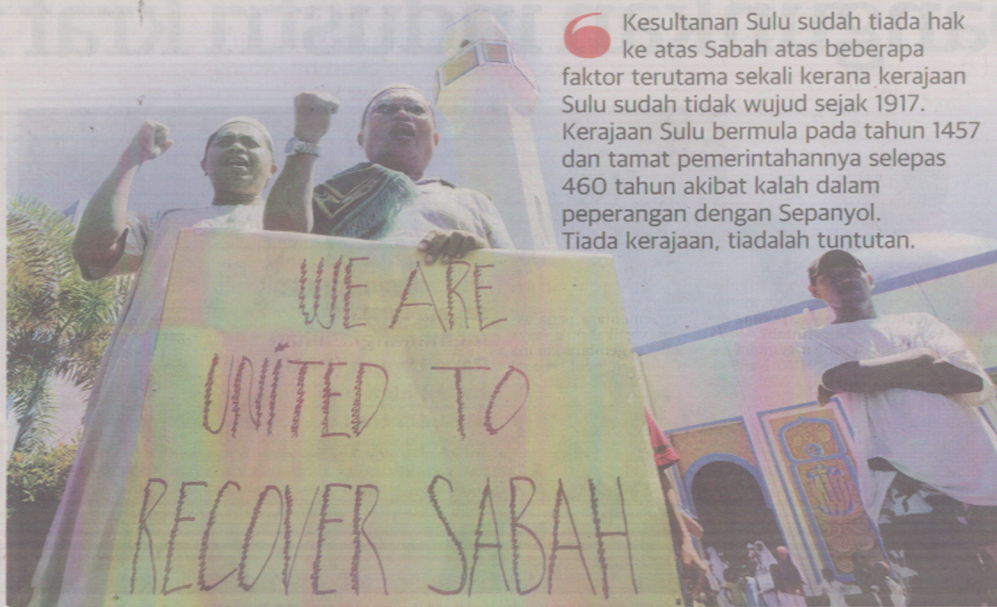 Kesultanan Sulu sudah tiada hak
ke atas Sabah atas beberapa
faktor terutama sekali kerana kerajaan
Sulu sudah tidak wujud sejak 1917.
Kerajaan Sulu bermula pada tahun 1457
dan tamat pemerintahannya selepas
460 tahun akibat kalah dalam
peperangan dengan Sepanyol.
Tiada kerajaan, tiadalah tuntutan.
WE ARE
UNITED TO
RECOVER SABAH